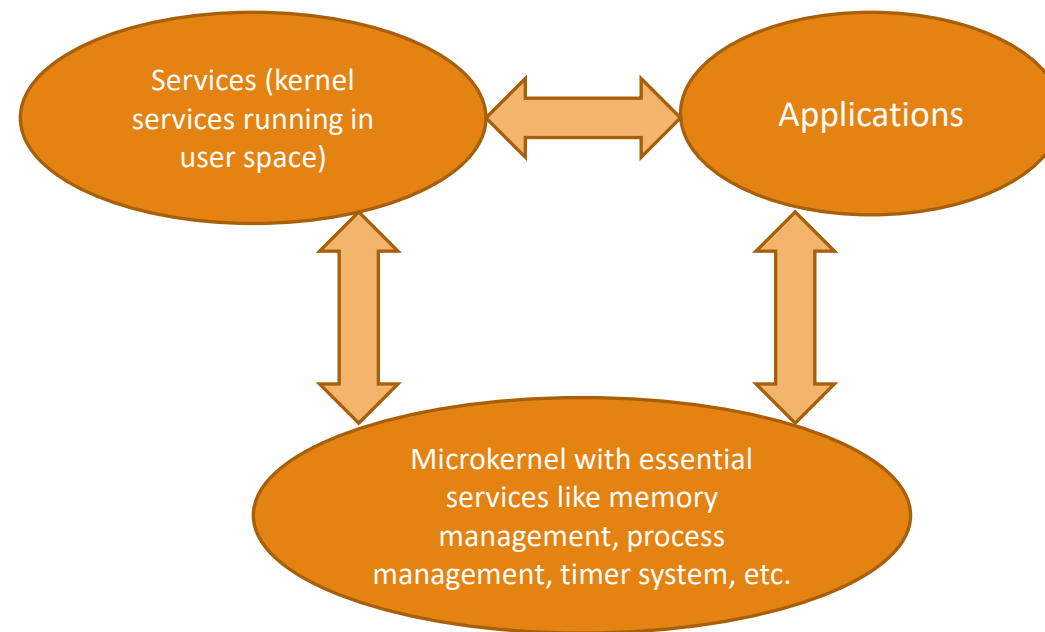 Services (kernel
services running in
user space)
Applications
Microkernel with essential
services like memory
management, process
management, timer system, etc.